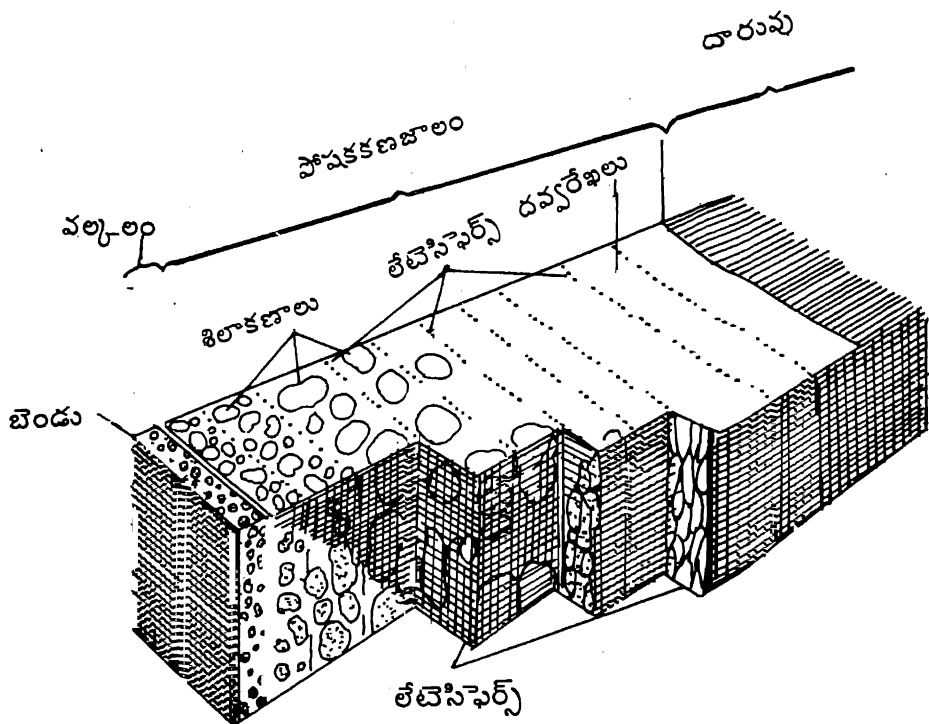 దారువు
పోషకకణజాలం
వల్కలం
లేటెసిఫెర్స్ దవ్వరేఖలు
శిలాకణాలు
బెండు
లేటెసిఫెర్స్